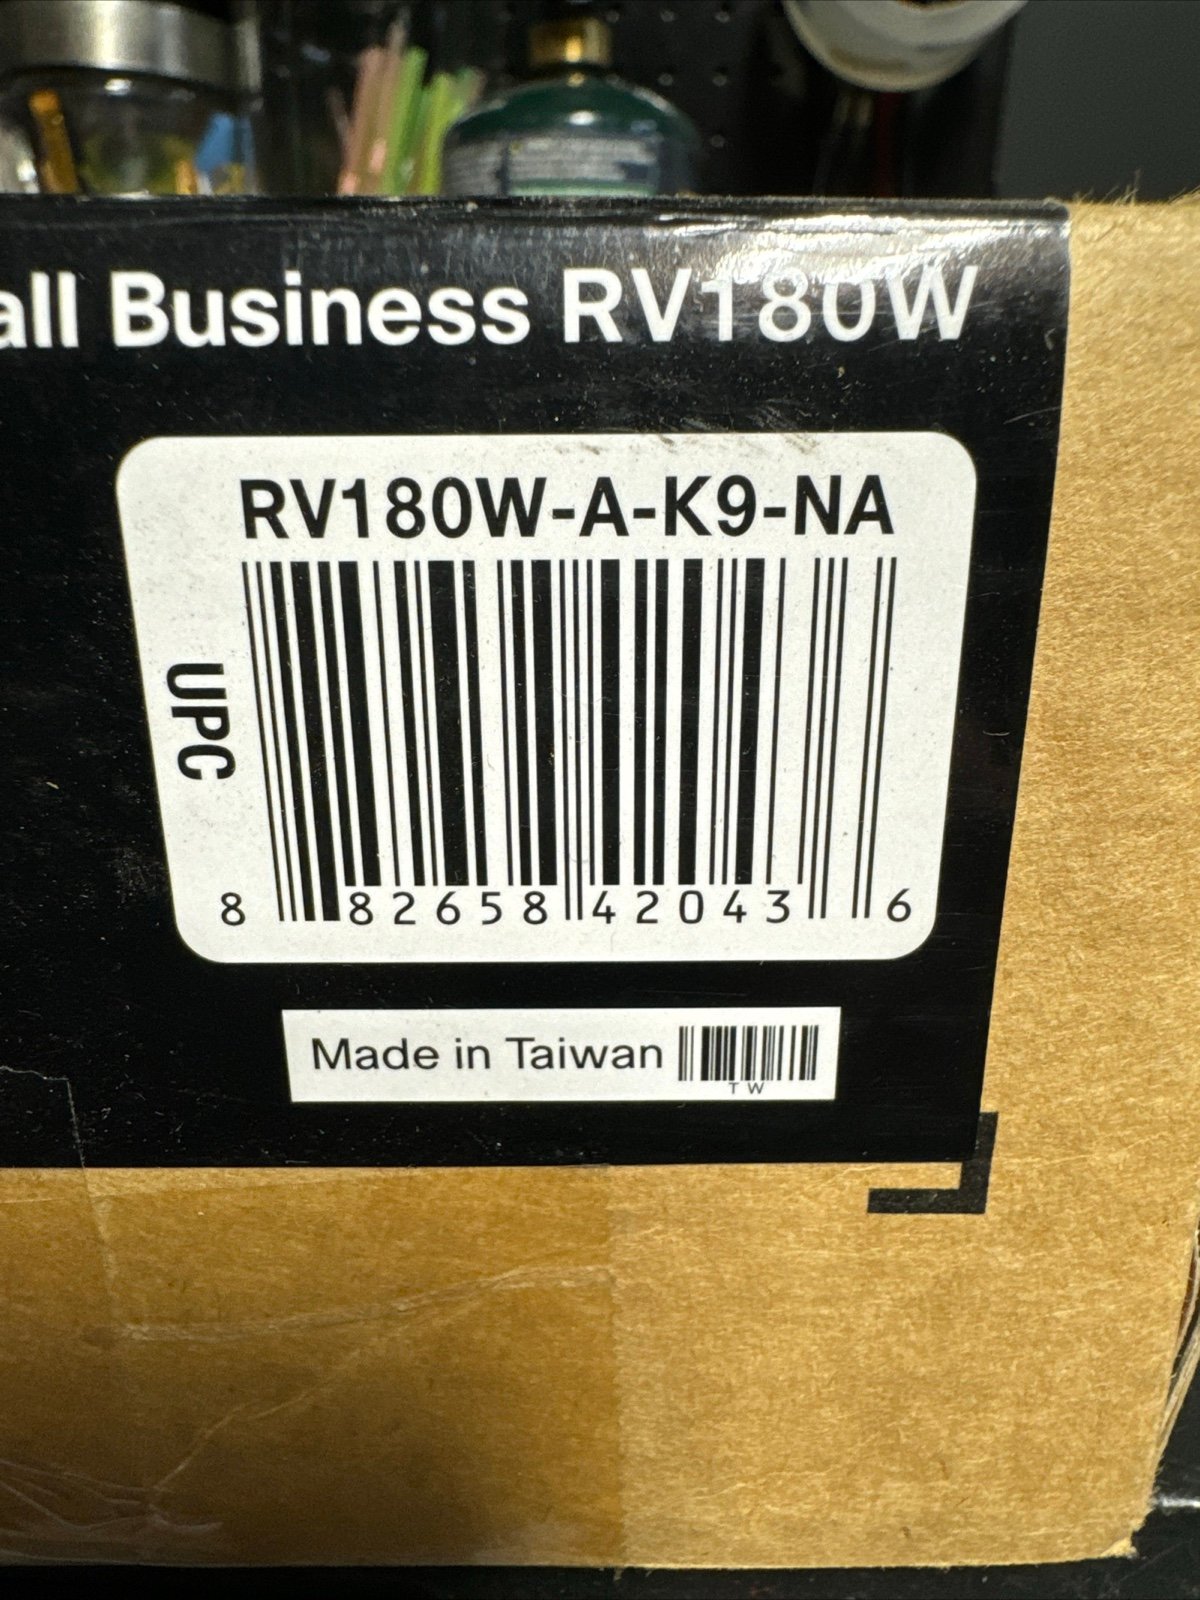 all Business RV180W
RV180W-A-K9-NA
UPC
8 82658 42043 6
Made in Taiwan
TW